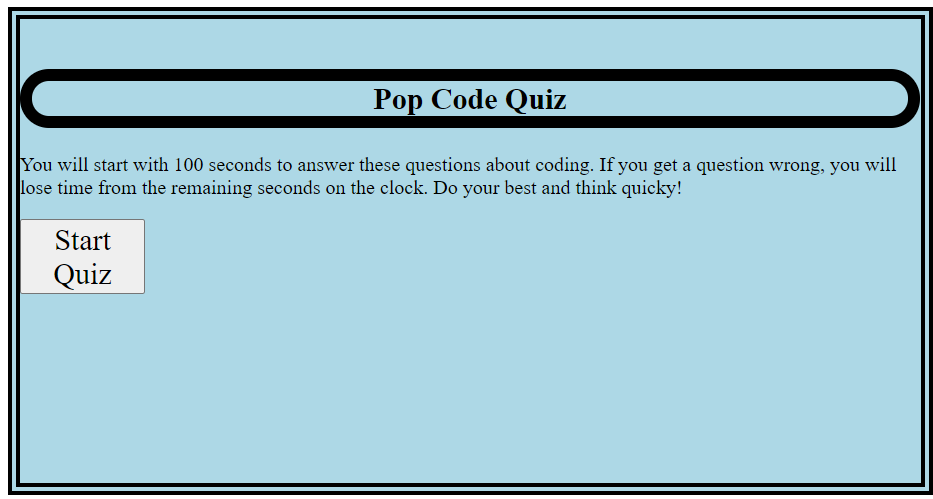 Pop Code Quiz
You will start with 100 seconds to answer these questions about coding. If you get a question wrong, you will
lose time from the remaining seconds on the clock. Do your best and think quicky!
Start
Quiz